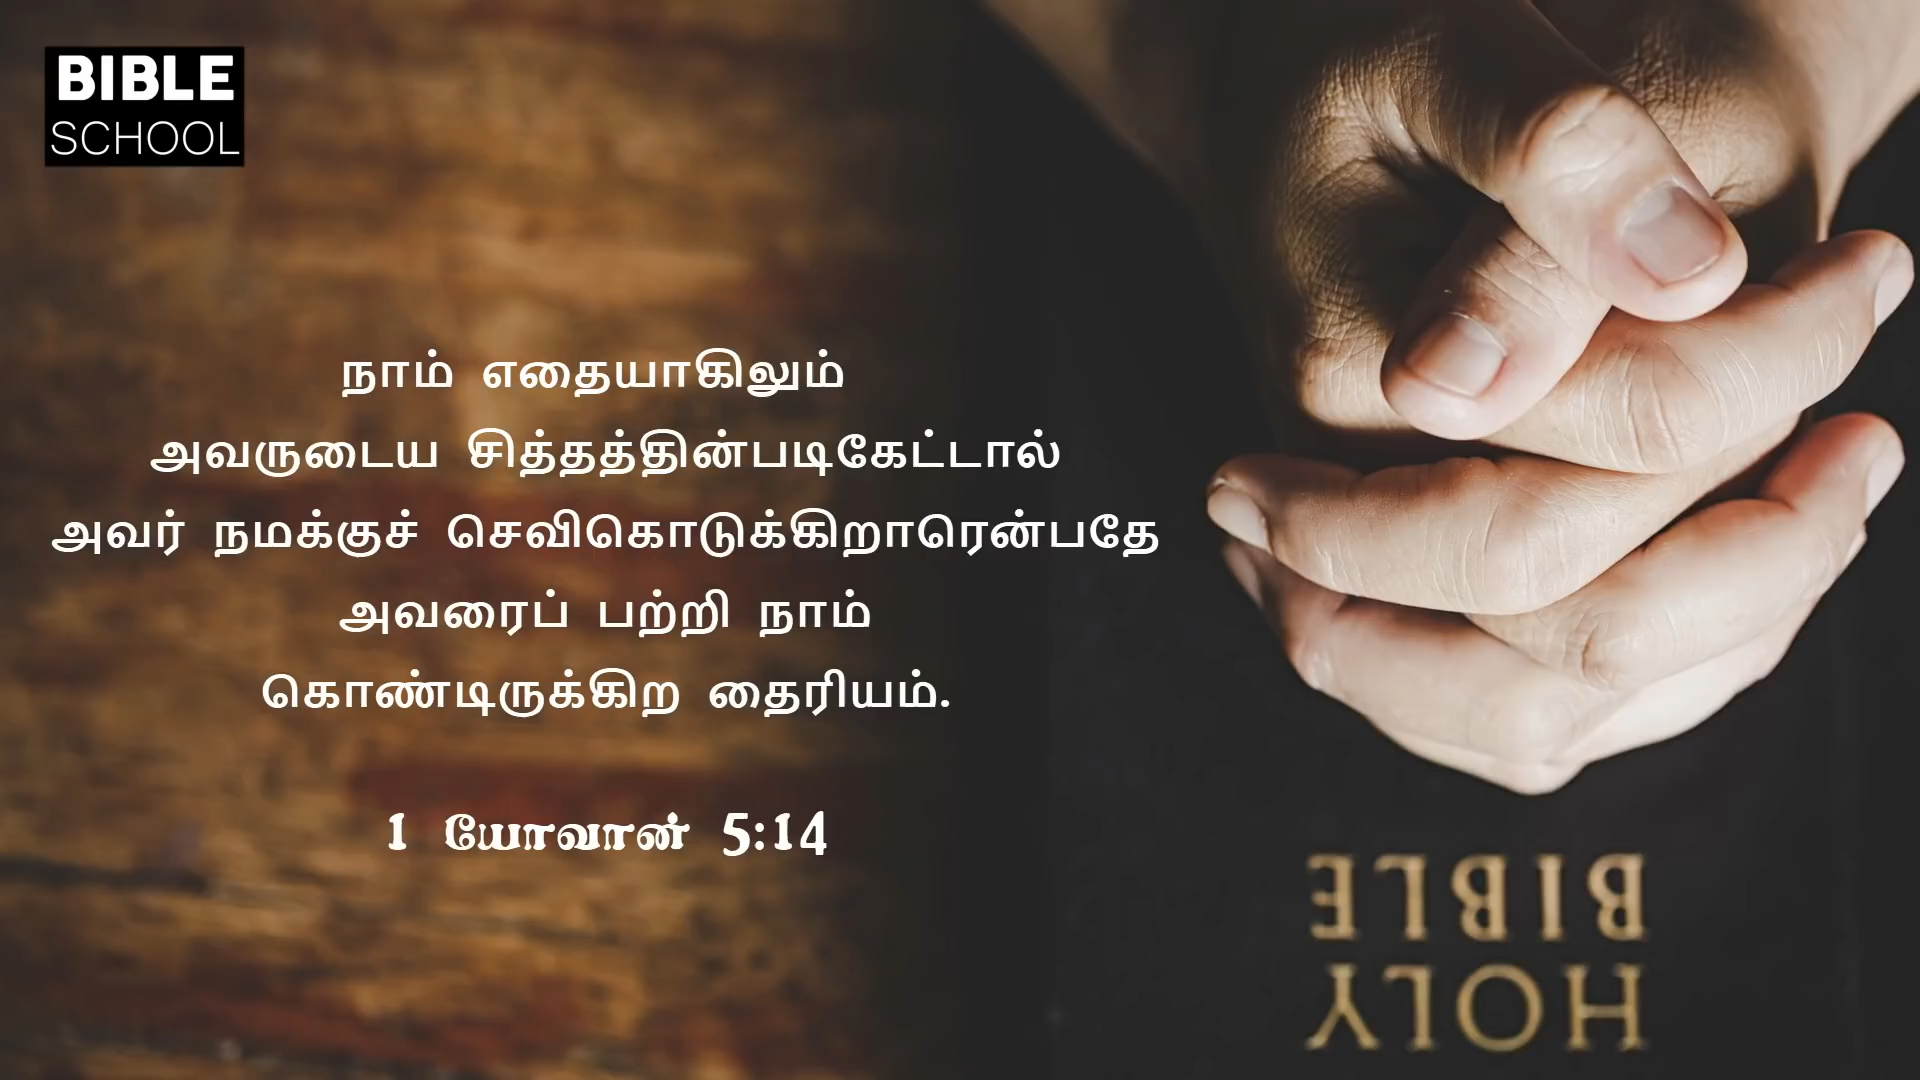 BIBLE
SCHOOL
நாம் எதையாகிலும்
அவருடைய சித்தத்தின்படிகேட்டால்
அவர் நமக்குச் செவிகொடுக்கிறாரென்பதே
அவரைப் பற்றி நாம்
கொண்டிருக்கிற தைரியம்.
1 யோவான் 5:14
HOLY
BIBLE